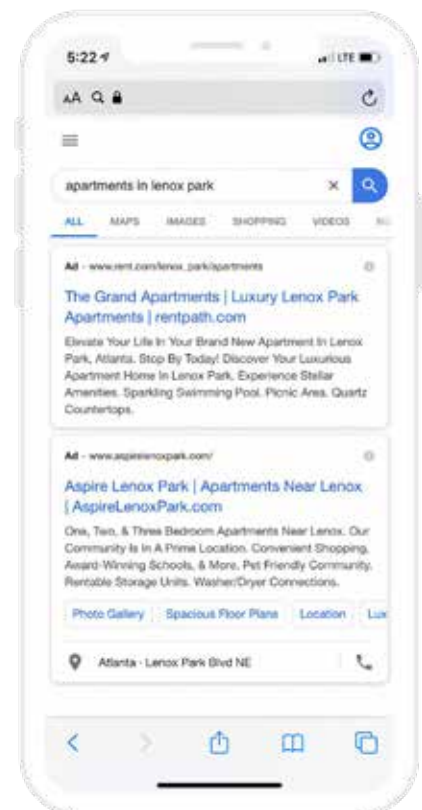 5:22
LTE
AA
apartments in lenox park
ALL MAPS IMAGES SHOPPING VIDEOS
Ad - www.rent.com/lenox_park/apartments
The Grand Apartments | Luxury Lenox Park
Apartments | rentpath.com
Elevate Your Life In Your Brand New Apartment In Lenox
Park, Atlanta. Stop By Today! Discover Your Luxurious
Apartment Home In Lenox Park. Experience Stellar
Amenities. Sparkling Swimming Pool. Picnic Area. Quartz
Countertops.
Ad - www.aspirelenoxpark.com/
Aspire Lenox Park | Apartments Near Lenox
| AspireLenoxPark.com
One, Two, & Three Bedroom Apartments Near Lenox. Our
Community Is In A Prime Location. Convenient Shopping,
Award-Winning Schools, & More. Pet Friendly Community.
Rentable Storage Units. Washer/Dryer Connections.
Photo Gallery Spacious Floor Plans Location Lux
Atlanta - Lenox Park Blvd NE